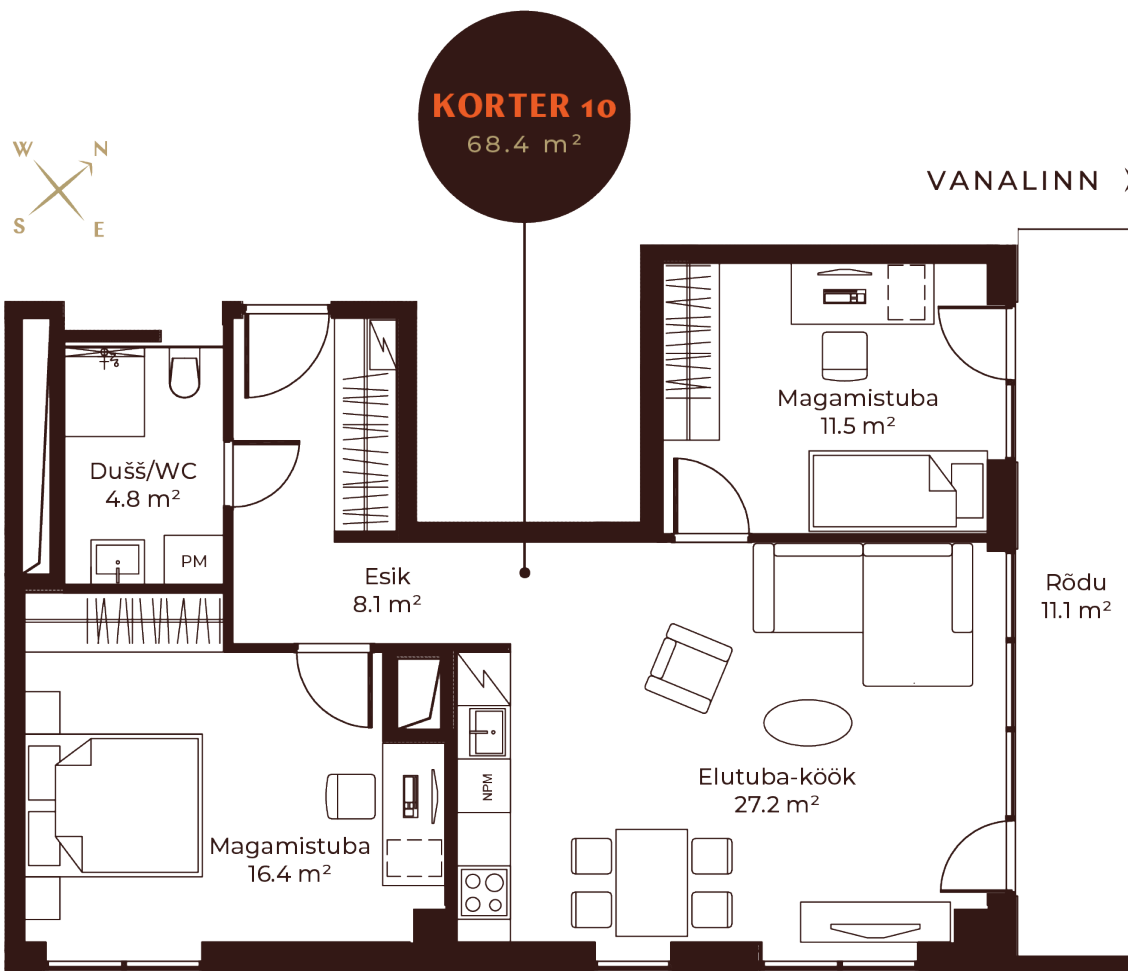 KORTER 10
68.4 m²
W N
S E
VANALINN
Magamistuba
11.5 m²
Dušš/WC
4.8 m²
PM
Esik
8.1 m²
Rõdu
11.1 m²
NPM
Elutuba-köök
27.2 m²
Magamistuba
16.4 m²